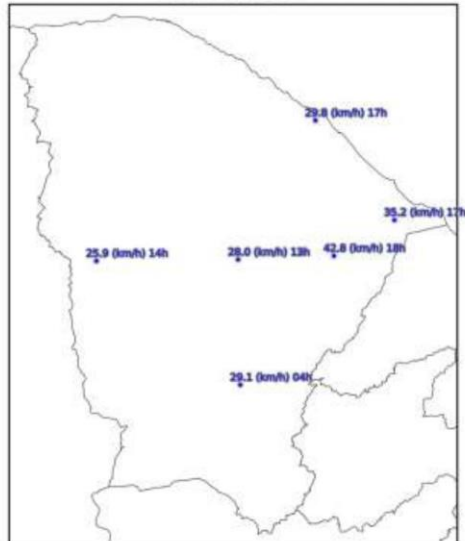 29.8 (km/h) 17h
35.2 (km/h) 17h
42.8 (km/h) 18h
25.9 (km/h) 14h
28.0 (km/h) 13h
29.1 (km/h) 04h